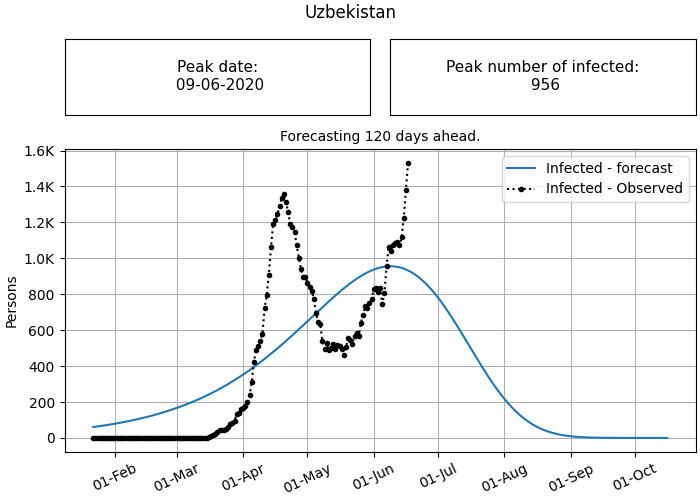 Uzbekistan
Peak date:
09-06-2020
Peak number of infected:
956
Forecasting 120 days ahead.
1.6K
1.4K
1.2K
1.0K
800
600
400
200
0
Persons
Infected - forecast
Infected - Observed
01-Feb
01-Mar
01-Apr
01-May
01-Jun
01-Jul
01-Aug
01-Sep
01-Oct